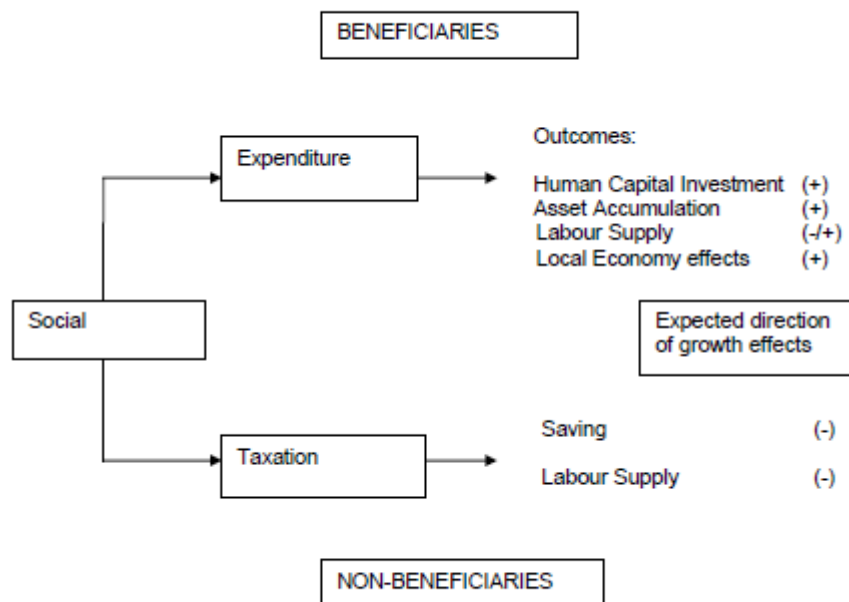 BENEFICIARIES
Expenditure
Outcomes:
Human Capital Investment (+)
Asset Accumulation (+)
Labour Supply (-/+)
Local Economy effects (+)
Social
Expected direction
of growth effects
Taxation
Saving (-)
Labour Supply (-)
NON-BENEFICIARIES